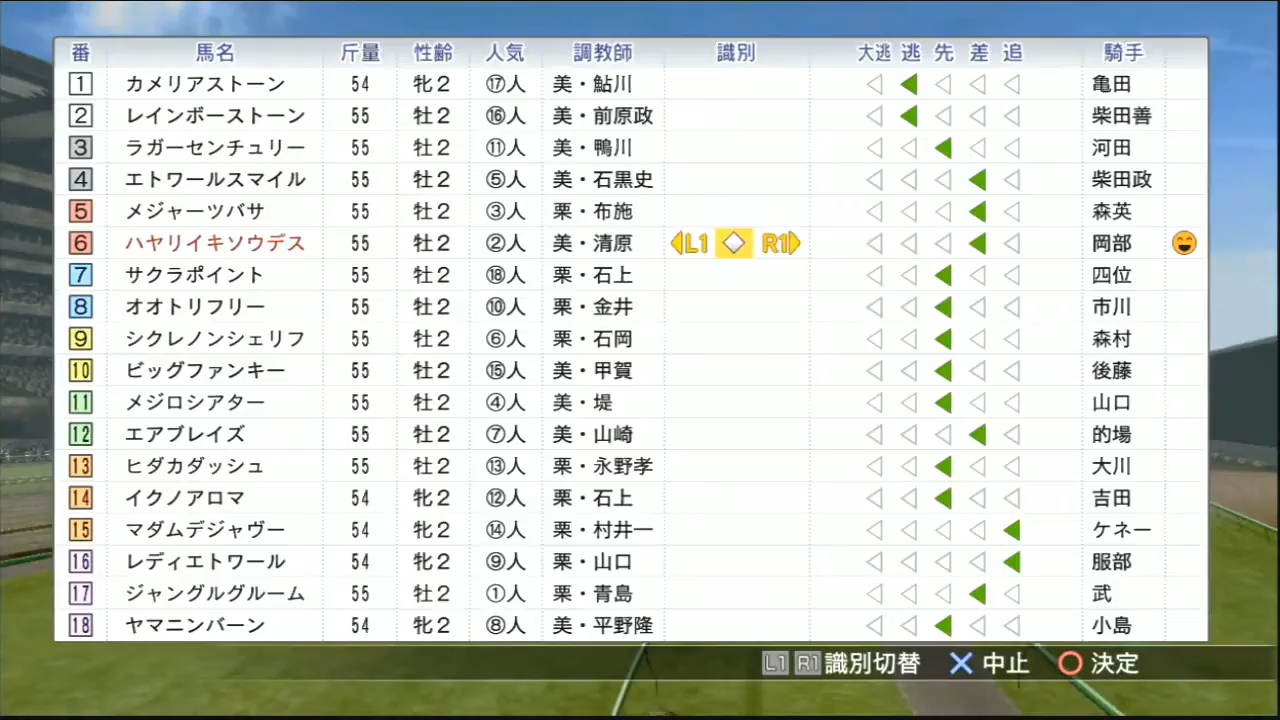 番 馬名 斤量 性齢 人気 調教師 識別 大逃 逃 先 差 追 騎手
1 カメリアストーン 54 牝2 ⑰人 美・鮎川 亀田
2 レインボーストーン 55 牡2 ⑯人 美・前原政 柴田善
3 ラガーセンチュリー 55 牡2 ⑪人 美・鴨川 河田
4 エトワールスマイル 55 牡2 ⑤人 美・石黒史 柴田政
5 メジャーツバサ 55 牡2 ③人 栗・布施 森英
6 ハヤリイキソウデス 55 牡2 ②人 美・清原 L1 R1 岡部
7 サクラポイント 55 牡2 ⑱人 栗・石上 四位
8 オオトリフリー 55 牡2 ⑩人 栗・金井 市川
9 シクレノンシェリフ 55 牡2 ⑥人 栗・石岡 森村
10 ビッグファンキー 55 牡2 ⑮人 美・甲賀 後藤
11 メジロシアター 55 牡2 ④人 美・堤 山口
12 エアブレイズ 55 牡2 ⑦人 美・山崎 的場
13 ヒダカダッシュ 55 牡2 ⑬人 栗・永野孝 大川
14 イクノアロマ 54 牝2 ⑫人 栗・石上 吉田
15 マダムデジャヴー 54 牝2 ⑭人 栗・村井一 ケネー
16 レディエトワール 54 牝2 ⑨人 栗・山口 服部
17 ジャングルグルーム 55 牡2 ①人 栗・青島 武
18 ヤマニンバーン 54 牝2 ⑧人 美・平野隆 小島
L1 R1 識別切替 × 中止 ○ 決定